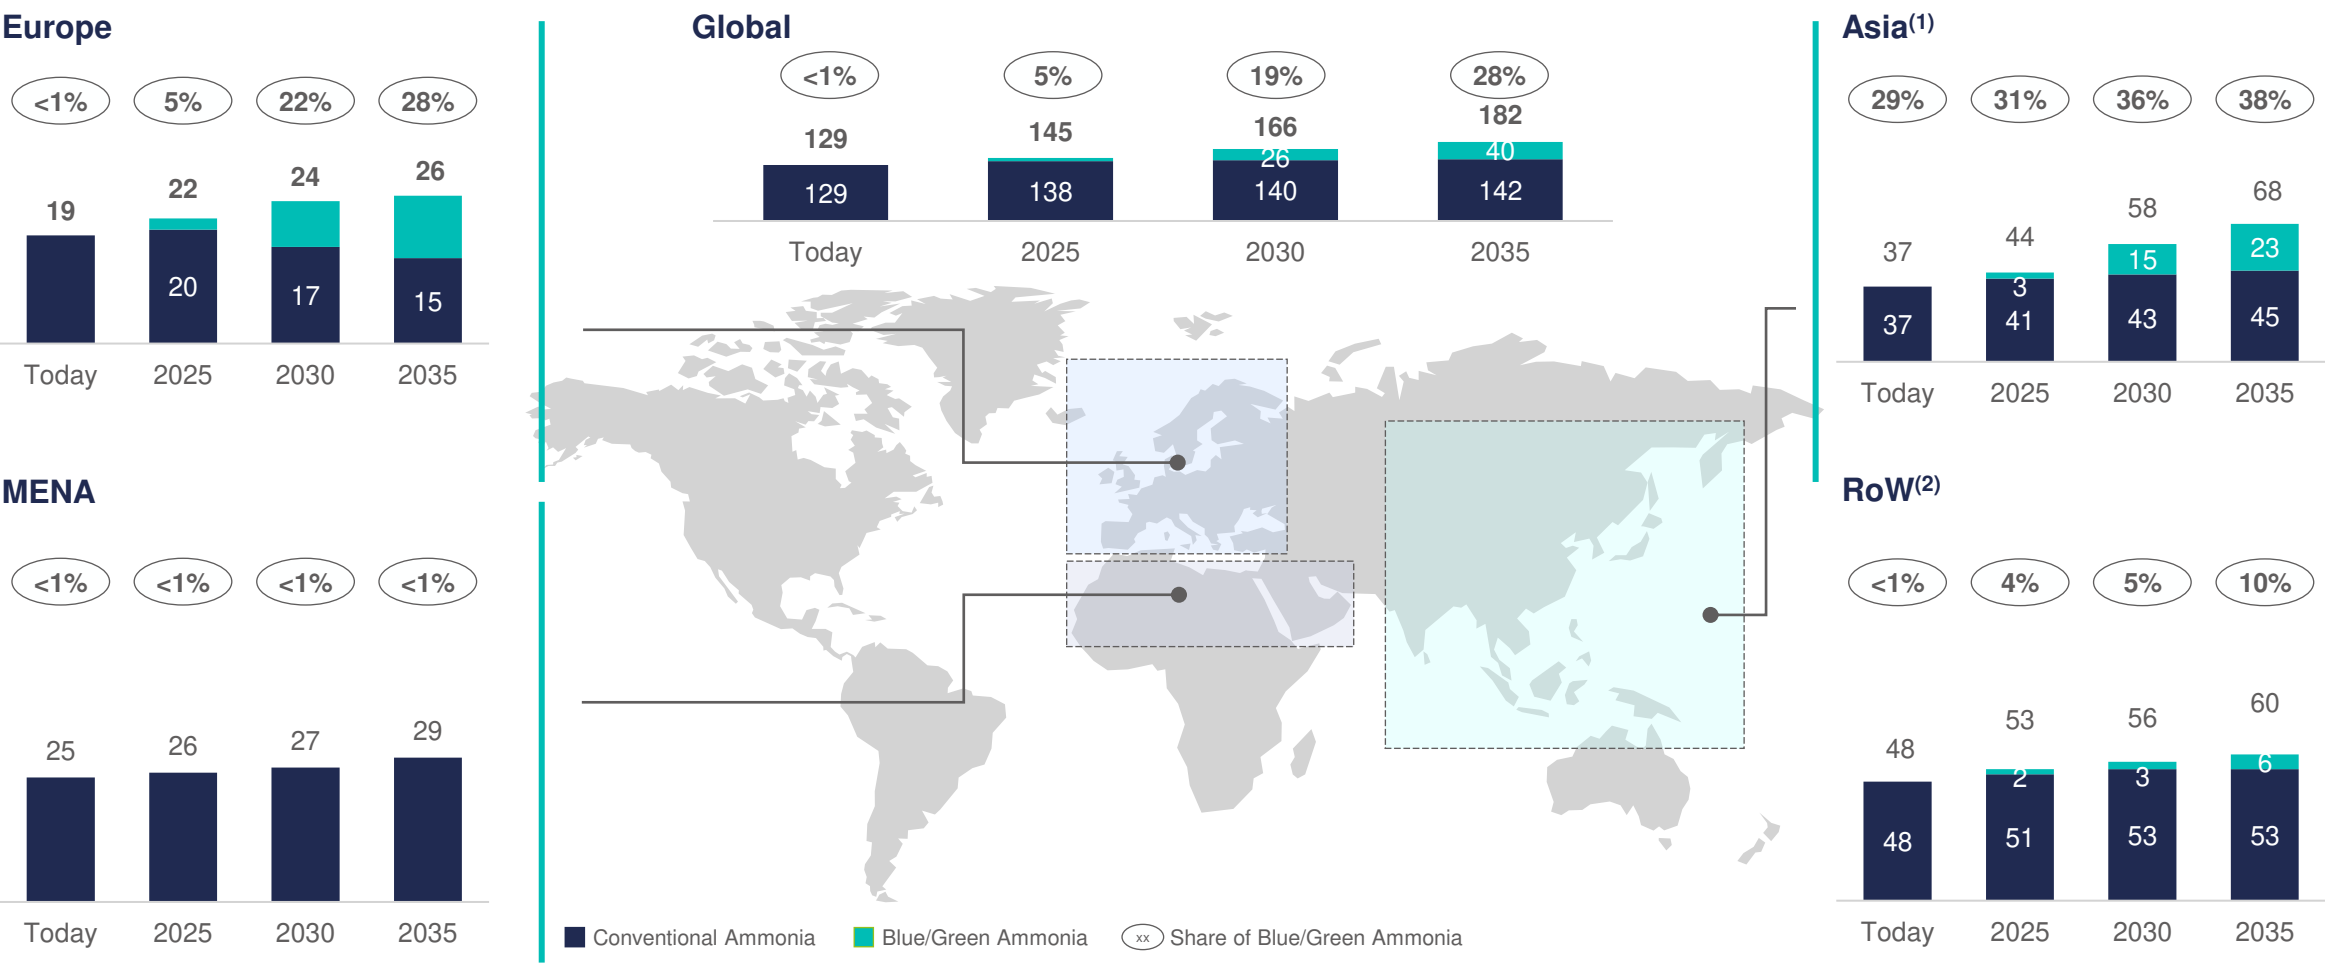 Europe
<1% 5% 22% 28%
19 22 24 26
20 17 15
Today 2025 2030 2035
MENA
<1% <1% <1% <1%
25 26 27 29
Today 2025 2030 2035
Global
<1% 5% 19% 28%
129 145 166 182
26 40
129 138 140 142
Today 2025 2030 2035
Asia(1)
29% 31% 36% 38%
37 44 58 68
3 15 23
37 41 43 45
Today 2025 2030 2035
RoW(2)
<1% 4% 5% 10%
48 53 56 60
2 3 6
48 51 53 53
Today 2025 2030 2035
Conventional Ammonia Blue/Green Ammonia xx Share of Blue/Green Ammonia